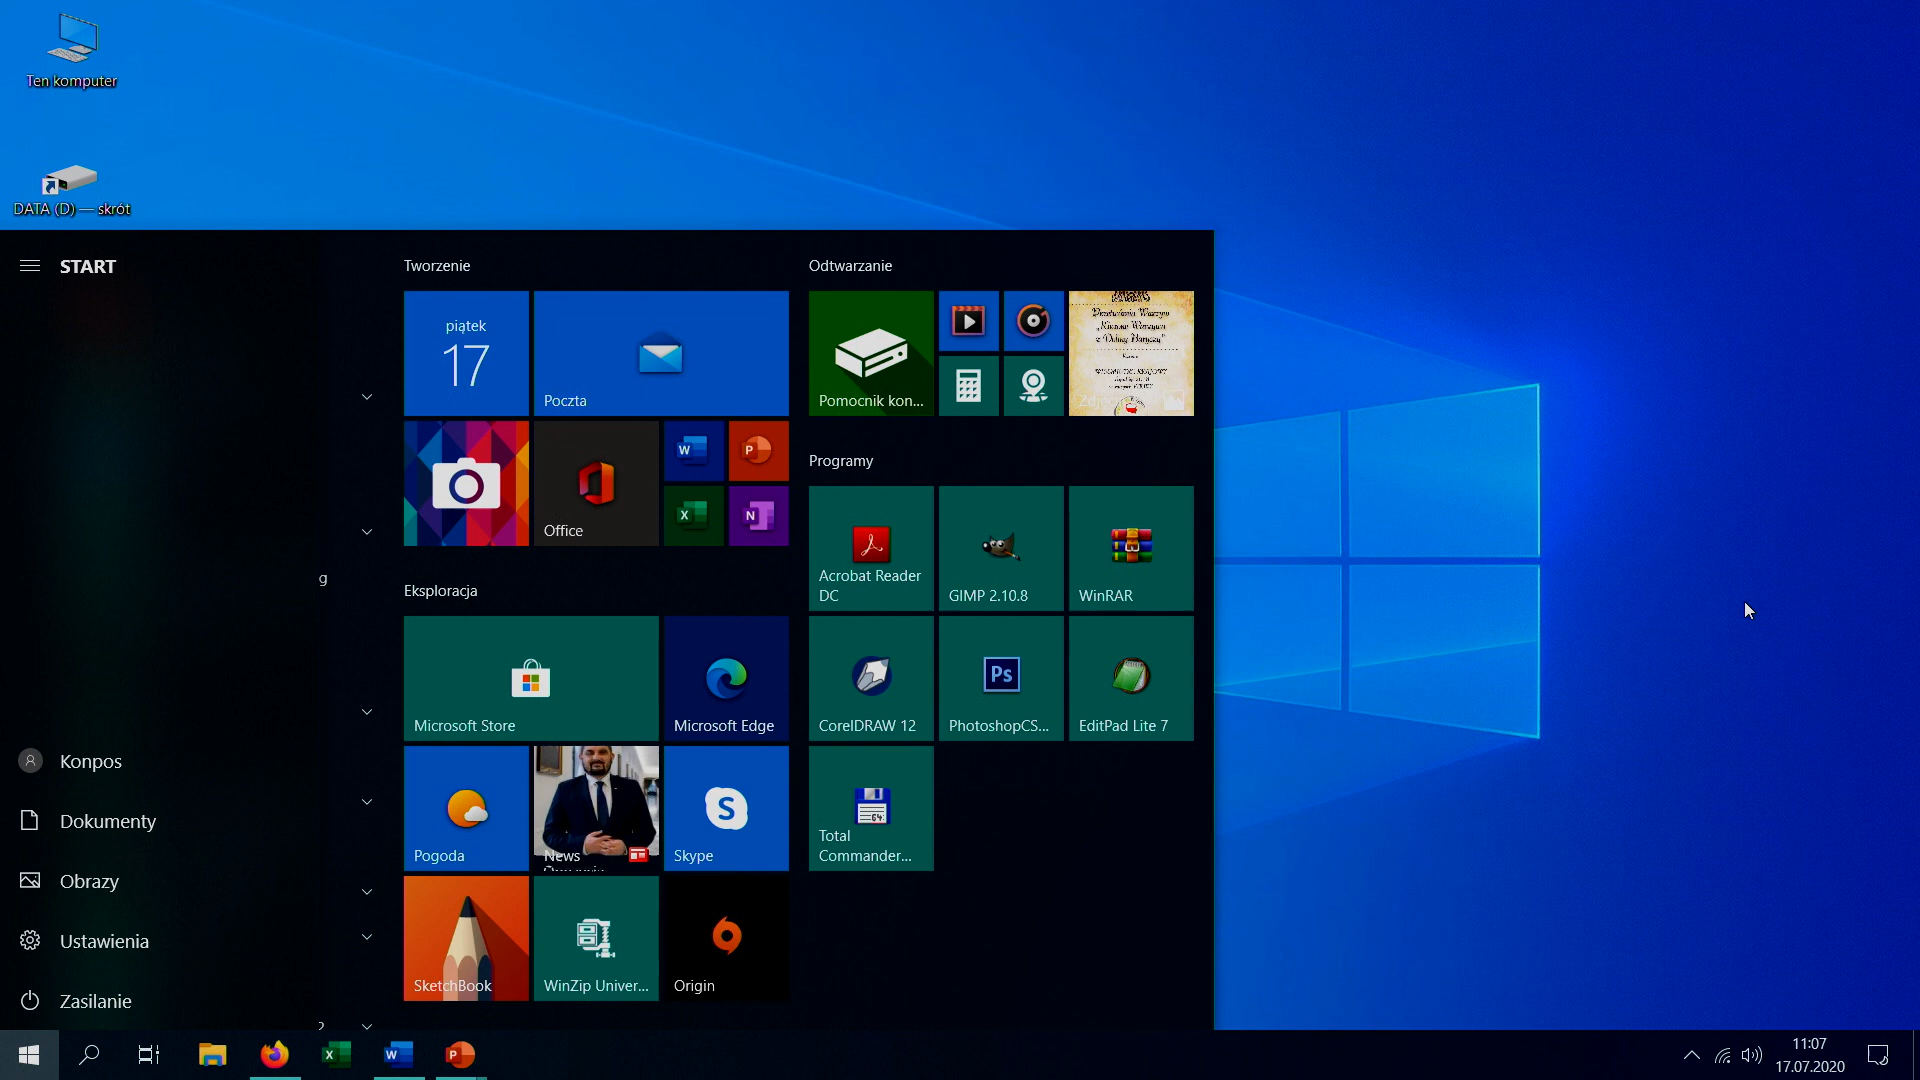 Ten komputer
DATA (D) — skrót
START
Konpos
Dokumenty
Obrazy
Ustawienia
Zasilanie
g
Tworzenie
piątek
17
Poczta
Office
Eksploracja
Microsoft Store
Microsoft Edge
Pogoda
News
Skype
SketchBook
WinZip Univer...
Origin
Odtwarzanie
Pomocnik kon...
Programy
Acrobat Reader
DC
GIMP 2.10.8
WinRAR
CorelDRAW 12
Ps
PhotoshopCS...
EditPad Lite 7
64
Total
Commander...
11:07
17.07.2020